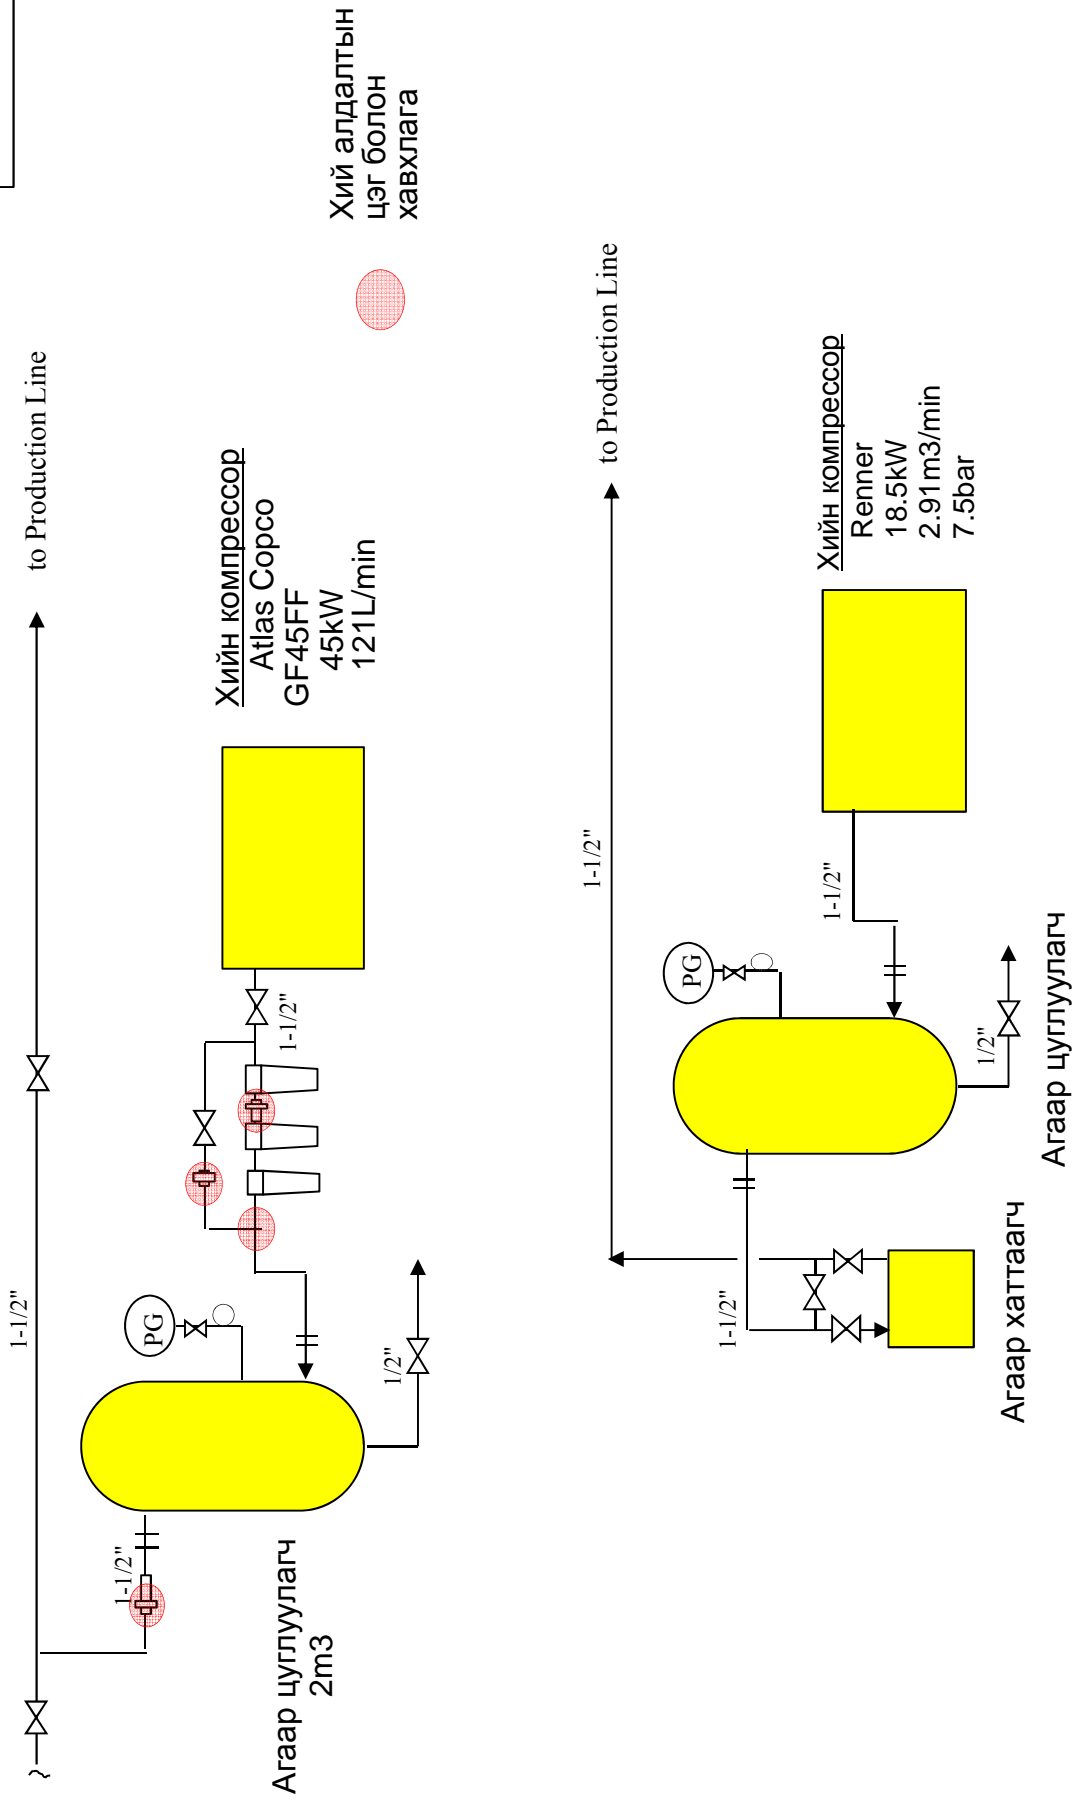 1-1/2"
to Production Line
Хий алдалтын
цэг болон
хавхлага
PG
1-1/2"
1-1/2"
1/2"
Агаар цуглуулагч
2m3
Хийн компрессор
Atlas Copco
GF45FF
45kW
121L/min
1-1/2"
to Production Line
PG
1-1/2"
1-1/2"
1/2"
Хийн компрессор
Renner
18.5kW
2.91m3/min
7.5bar
Агаар хаттаагч
Агаар цуглуулагч